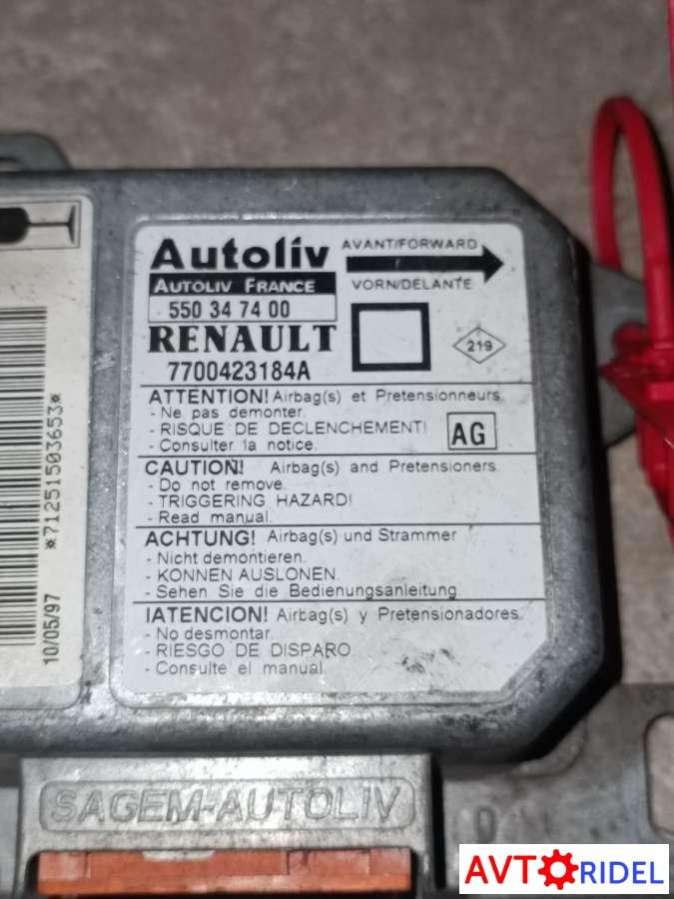 Autoliv
AUTOLIV FRANCE
550 34 74 00
AVANT/FORWARD
VORN/DELANTE
RENAULT
7700423184A
219
ATTENTION! Airbag(s) et Pretensionneurs.
- Ne pas demonter.
- RISQUE DE DECLENCHEMENT!
- Consulter la notice.
AG
CAUTION! Airbag(s) and Pretensioners.
- Do not remove.
- TRIGGERING HAZARD!
- Read manual.
ACHTUNG! Airbag(s) und Strammer
- Nicht demontieren.
- KONNEN AUSLONEN.
- Sehen Sie die Bedienungsanleitung.
IATENCION! Airbag(s) y Pretensionadores.
- No desmontar.
- RIESGO DE DISPARO
- Consulte el manual.
*71251503653*
10/05/97
SAGEM-AUTOLIV
AVTORIDEL